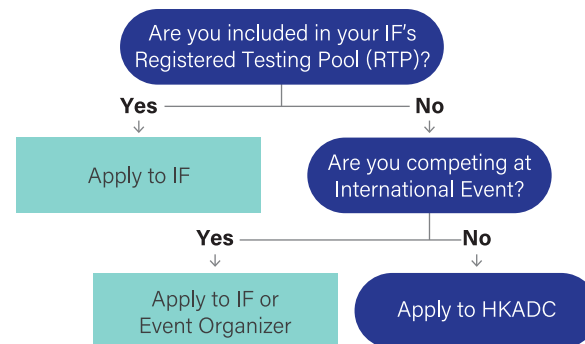 Are you included in your IF's
Registered Testing Pool (RTP)?
Yes
No
Apply to IF
Are you competing at
International Event?
Yes
No
Apply to IF or
Event Organizer
Apply to HKADC